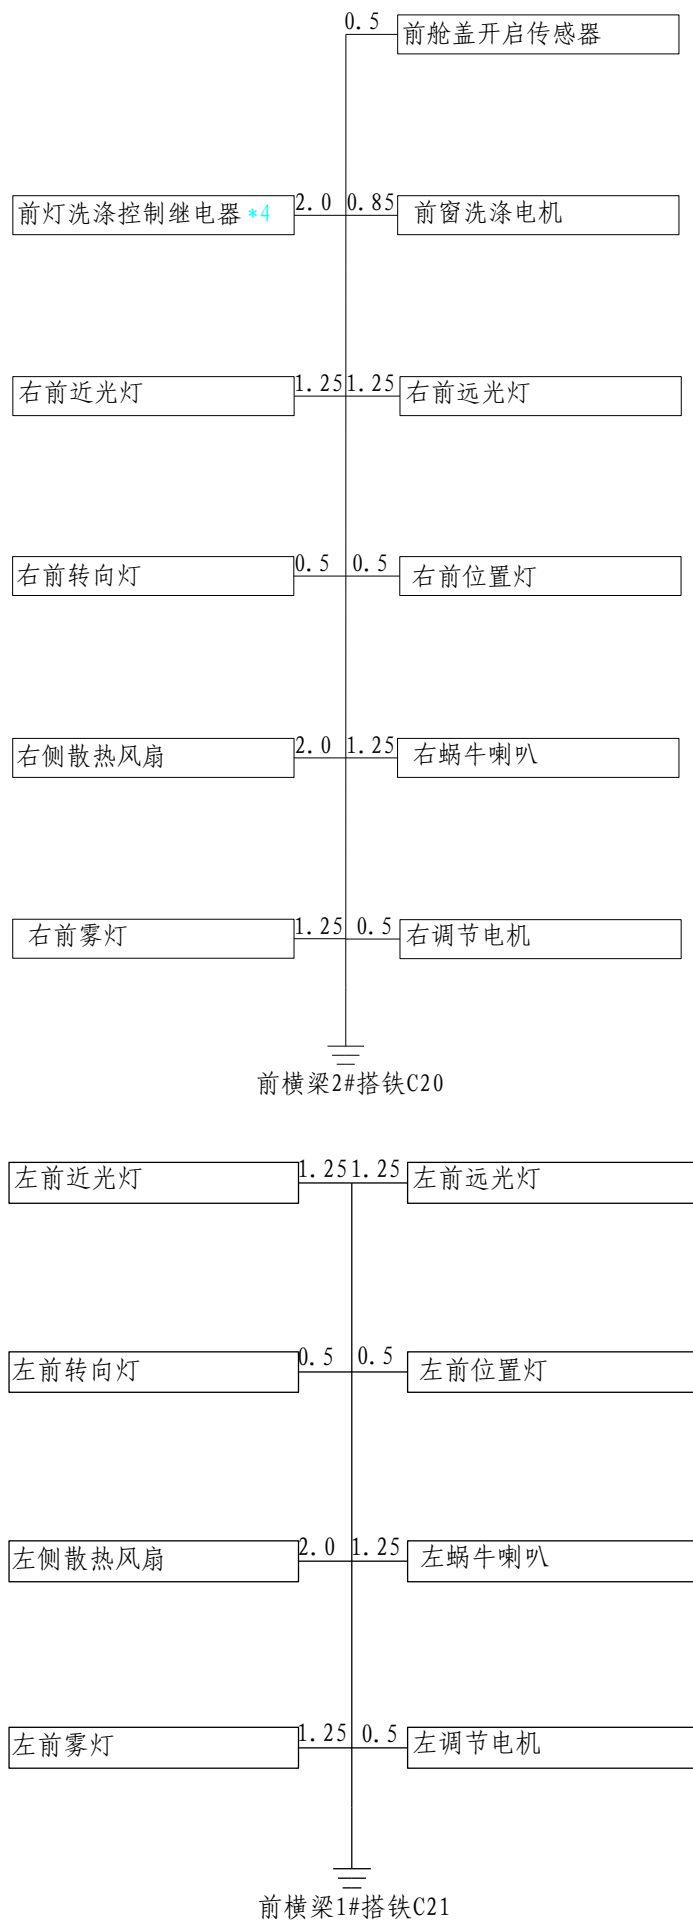 0.5 前舱盖开启传感器
前灯洗涤控制继电器*4 2.0 0.85 前窗洗涤电机
右前近光灯 1.25 1.25 右前远光灯
右前转向灯 0.5 0.5 右前位置灯
右侧散热风扇 2.0 1.25 右蜗牛喇叭
右前雾灯 1.25 0.5 右调节电机
前横梁2#搭铁C20
左前近光灯 1.25 1.25 左前远光灯
左前转向灯 0.5 0.5 左前位置灯
左侧散热风扇 2.0 1.25 左蜗牛喇叭
左前雾灯 1.25 0.5 左调节电机
前横梁1#搭铁C21